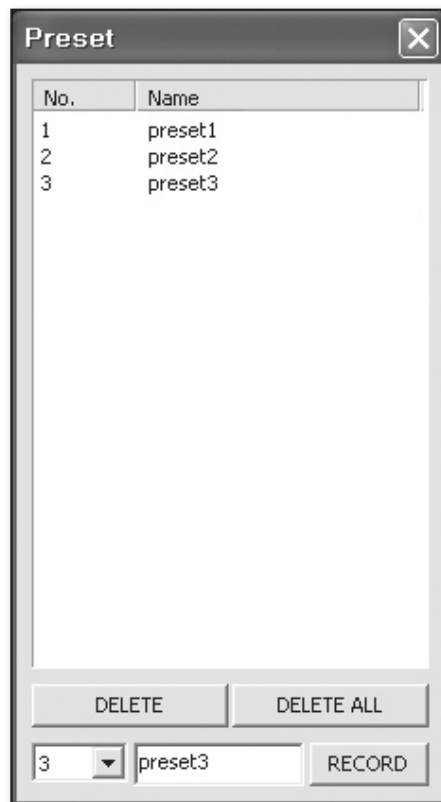 Preset
No. Name
1 preset1
2 preset2
3 preset3
DELETE DELETE ALL
3 preset3 RECORD